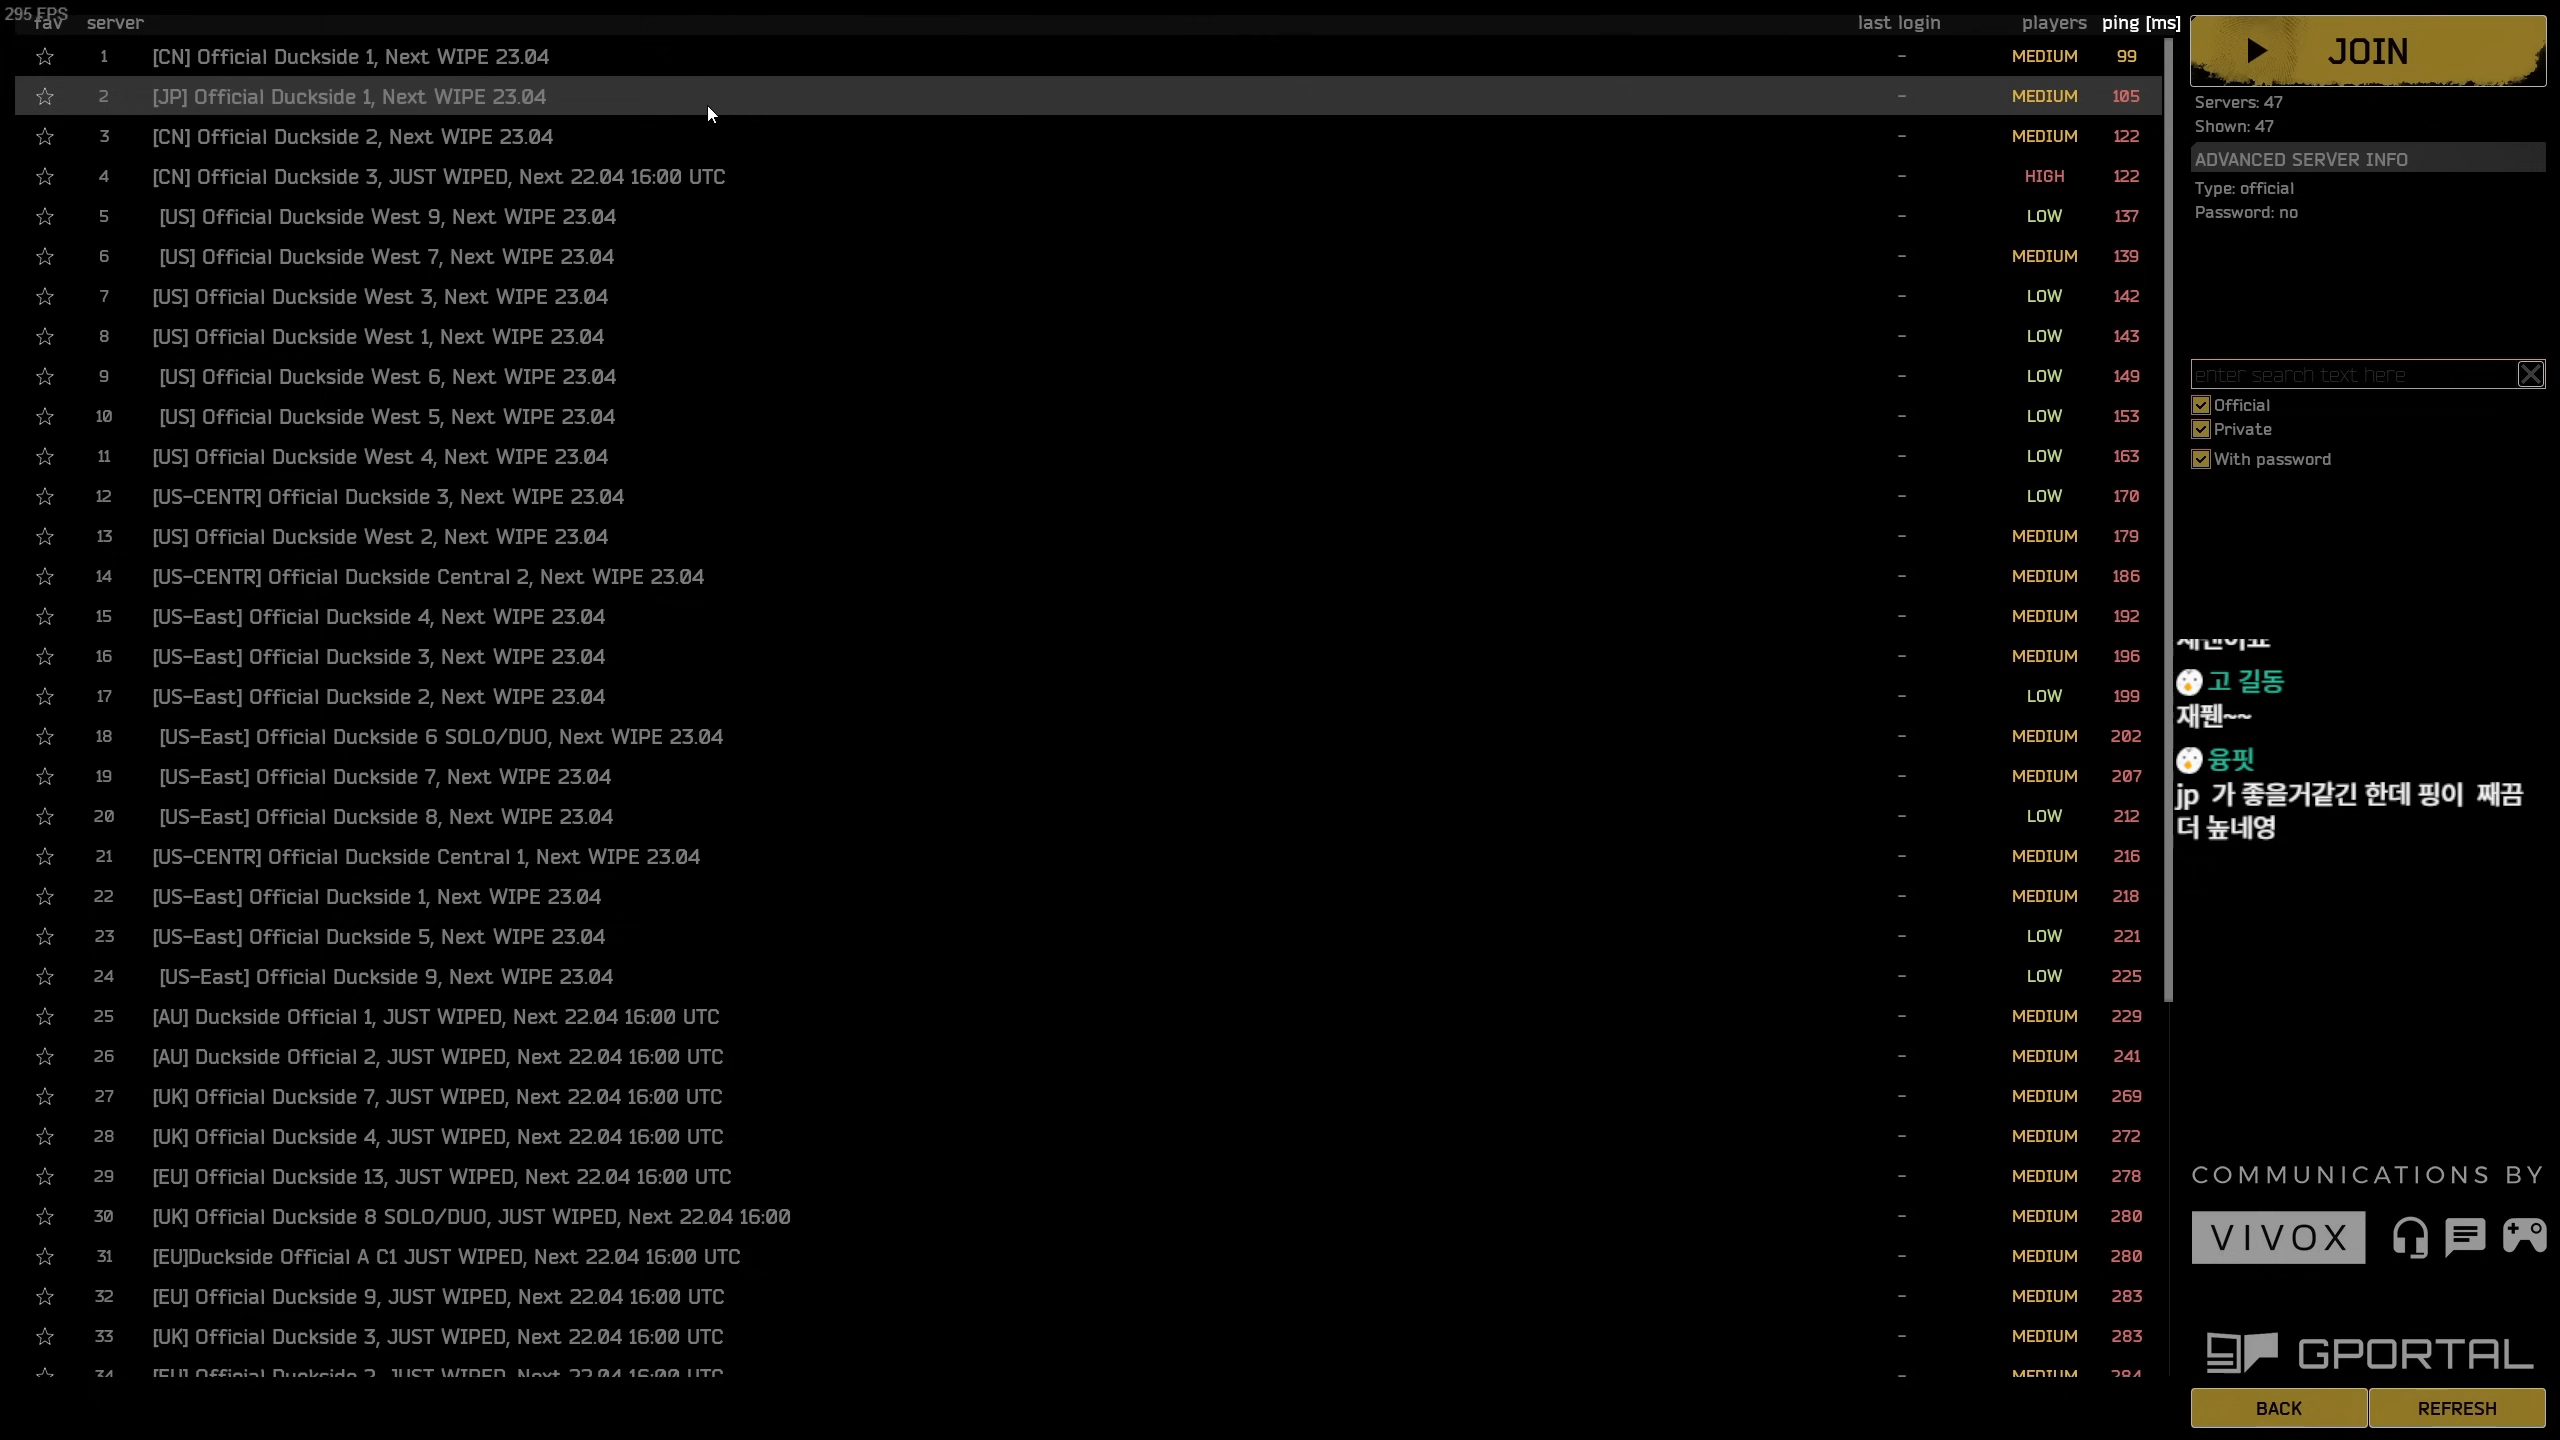 295 FPS
fav server last login players ping [ms]
1 [CN] Official Duckside 1, Next WIPE 23.04 - MEDIUM 99
2 [JP] Official Duckside 1, Next WIPE 23.04 - MEDIUM 105
3 [CN] Official Duckside 2, Next WIPE 23.04 - MEDIUM 122
4 [CN] Official Duckside 3, JUST WIPED, Next 22.04 16:00 UTC - HIGH 122
5 [US] Official Duckside West 9, Next WIPE 23.04 - LOW 137
6 [US] Official Duckside West 7, Next WIPE 23.04 - MEDIUM 139
7 [US] Official Duckside West 3, Next WIPE 23.04 - LOW 142
8 [US] Official Duckside West 1, Next WIPE 23.04 - LOW 143
9 [US] Official Duckside West 6, Next WIPE 23.04 - LOW 149
10 [US] Official Duckside West 5, Next WIPE 23.04 - LOW 153
11 [US] Official Duckside West 4, Next WIPE 23.04 - LOW 163
12 [US-CENTR] Official Duckside 3, Next WIPE 23.04 - LOW 170
13 [US] Official Duckside West 2, Next WIPE 23.04 - MEDIUM 179
14 [US-CENTR] Official Duckside Central 2, Next WIPE 23.04 - MEDIUM 186
15 [US-East] Official Duckside 4, Next WIPE 23.04 - MEDIUM 192
16 [US-East] Official Duckside 3, Next WIPE 23.04 - MEDIUM 196
17 [US-East] Official Duckside 2, Next WIPE 23.04 - LOW 199
18 [US-East] Official Duckside 6 SOLO/DUO, Next WIPE 23.04 - MEDIUM 202
19 [US-East] Official Duckside 7, Next WIPE 23.04 - MEDIUM 207
20 [US-East] Official Duckside 8, Next WIPE 23.04 - LOW 212
21 [US-CENTR] Official Duckside Central 1, Next WIPE 23.04 - MEDIUM 216
22 [US-East] Official Duckside 1, Next WIPE 23.04 - MEDIUM 218
23 [US-East] Official Duckside 5, Next WIPE 23.04 - LOW 221
24 [US-East] Official Duckside 9, Next WIPE 23.04 - LOW 225
25 [AU] Duckside Official 1, JUST WIPED, Next 22.04 16:00 UTC - MEDIUM 229
26 [AU] Duckside Official 2, JUST WIPED, Next 22.04 16:00 UTC - MEDIUM 241
27 [UK] Official Duckside 7, JUST WIPED, Next 22.04 16:00 UTC - MEDIUM 269
28 [UK] Official Duckside 4, JUST WIPED, Next 22.04 16:00 UTC - MEDIUM 272
29 [EU] Official Duckside 13, JUST WIPED, Next 22.04 16:00 UTC - MEDIUM 278
30 [UK] Official Duckside 8 SOLO/DUO, JUST WIPED, Next 22.04 16:00 - MEDIUM 280
31 [EU]Duckside Official A C1 JUST WIPED, Next 22.04 16:00 UTC - MEDIUM 280
32 [EU] Official Duckside 9, JUST WIPED, Next 22.04 16:00 UTC - MEDIUM 283
33 [UK] Official Duckside 3, JUST WIPED, Next 22.04 16:00 UTC - MEDIUM 283
34 [EU] Official Duckside 2, JUST WIPED, Next 22.04 16:00 UTC - MEDIUM 284
JOIN
Servers: 47
Shown: 47
ADVANCED SERVER INFO
Type: official
Password: no
enter search text here
Official
Private
With password
고 길동
재퓐~~
융핏
jp 가 좋을거같긴 한데 핑이 째끔
더 높네영
COMMUNICATIONS BY
VIVOX
GPORTAL
BACK REFRESH